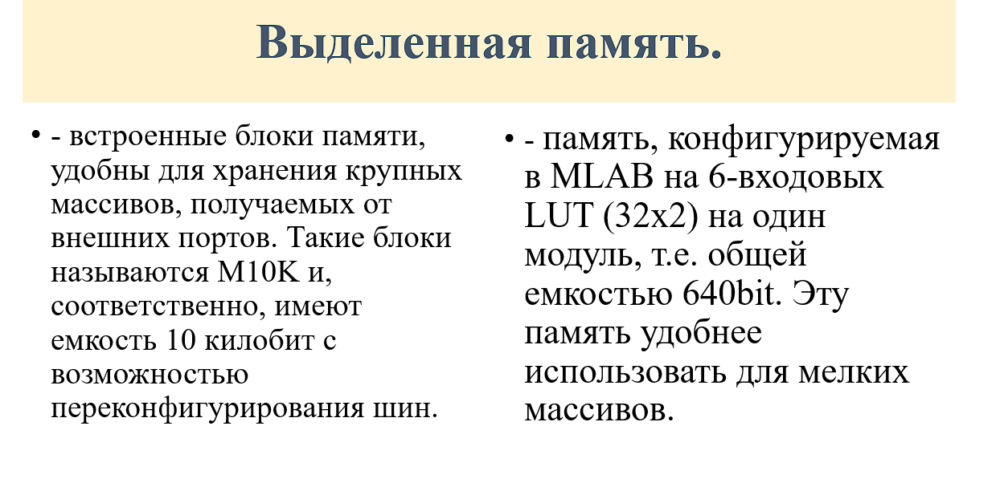 Выделенная память.
• - встроенные блоки памяти,
удобны для хранения крупных
массивов, получаемых от
внешних портов. Такие блоки
называются M10K и,
соответственно, имеют
емкость 10 килобит с
возможностью
переконфигурирования шин.
• - память, конфигурируемая
в MLAB на 6-входовых
LUT (32x2) на один
модуль, т.е. общей
емкостью 640bit. Эту
память удобнее
использовать для мелких
массивов.